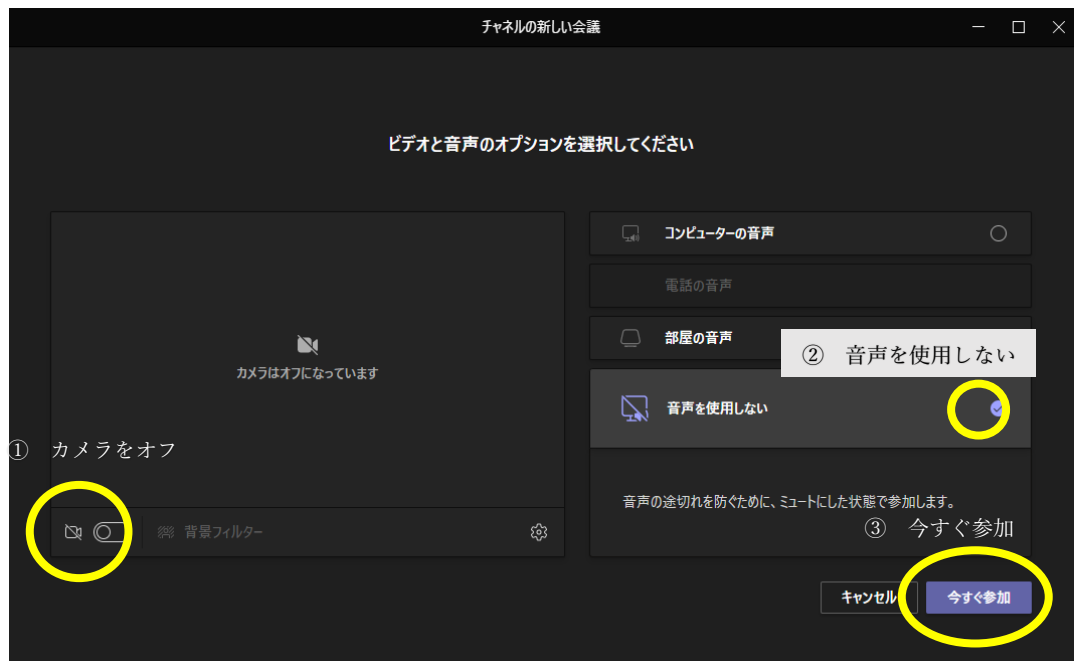 チャネルの新しい会議
ビデオと音声のオプションを選択してください
コンピューターの音声
電話の音声
部屋の音声
② 音声を使用しない
カメラはオフになっています
音声を使用しない
① カメラをオフ
音声の途切れを防ぐために、ミュートにした状態で参加します。
③ 今すぐ参加
背景フィルター
キャンセル
今すぐ参加